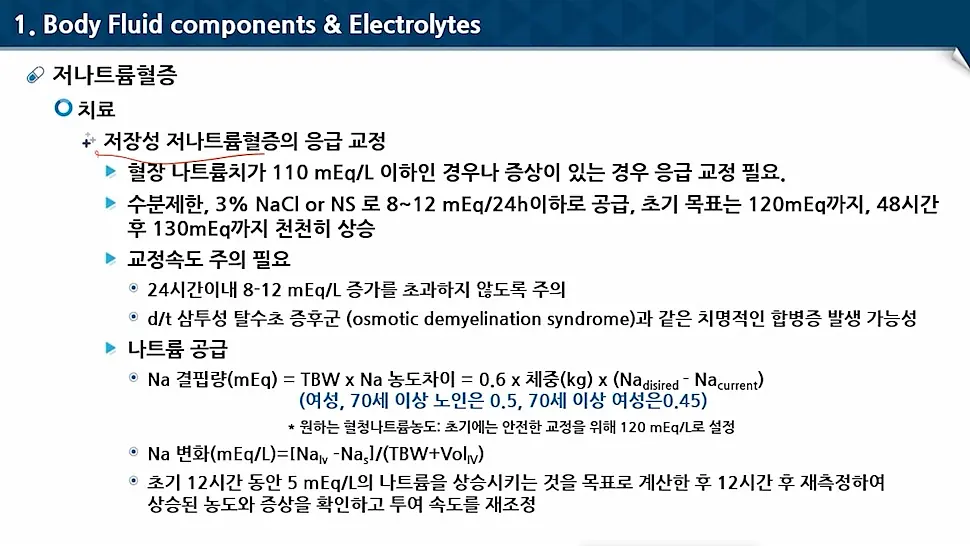 1. Body Fluid components & Electrolytes
저나트륨혈증
치료
저장성 저나트륨혈증의 응급 교정
혈장 나트륨치가 110 mEq/L 이하인 경우나 증상이 있는 경우 응급 교정 필요.
수분제한, 3% NaCl or NS 로 8~12 mEq/24h이하로 공급, 초기 목표는 120mEq까지, 48시간
후 130mEq까지 천천히 상승
교정속도 주의 필요
24시간이내 8-12 mEq/L 증가를 초과하지 않도록 주의
d/t 삼투성 탈수초 증후군 (osmotic demyelination syndrome)과 같은 치명적인 합병증 발생 가능성
나트륨 공급
Na 결핍량(mEq) = TBW x Na 농도차이 = 0.6 x 체중(kg) x (Nadisired - Nacurrent)
(여성, 70세 이상 노인은 0.5, 70세 이상 여성은0.45)
* 원하는 혈청나트륨농도: 초기에는 안전한 교정을 위해 120 mEq/L로 설정
Na 변화(mEq/L)=[NaIV -Nas]/(TBW+VolIV)
초기 12시간 동안 5 mEq/L의 나트륨을 상승시키는 것을 목표로 계산한 후 12시간 후 재측정하여
상승된 농도와 증상을 확인하고 투여 속도를 재조정